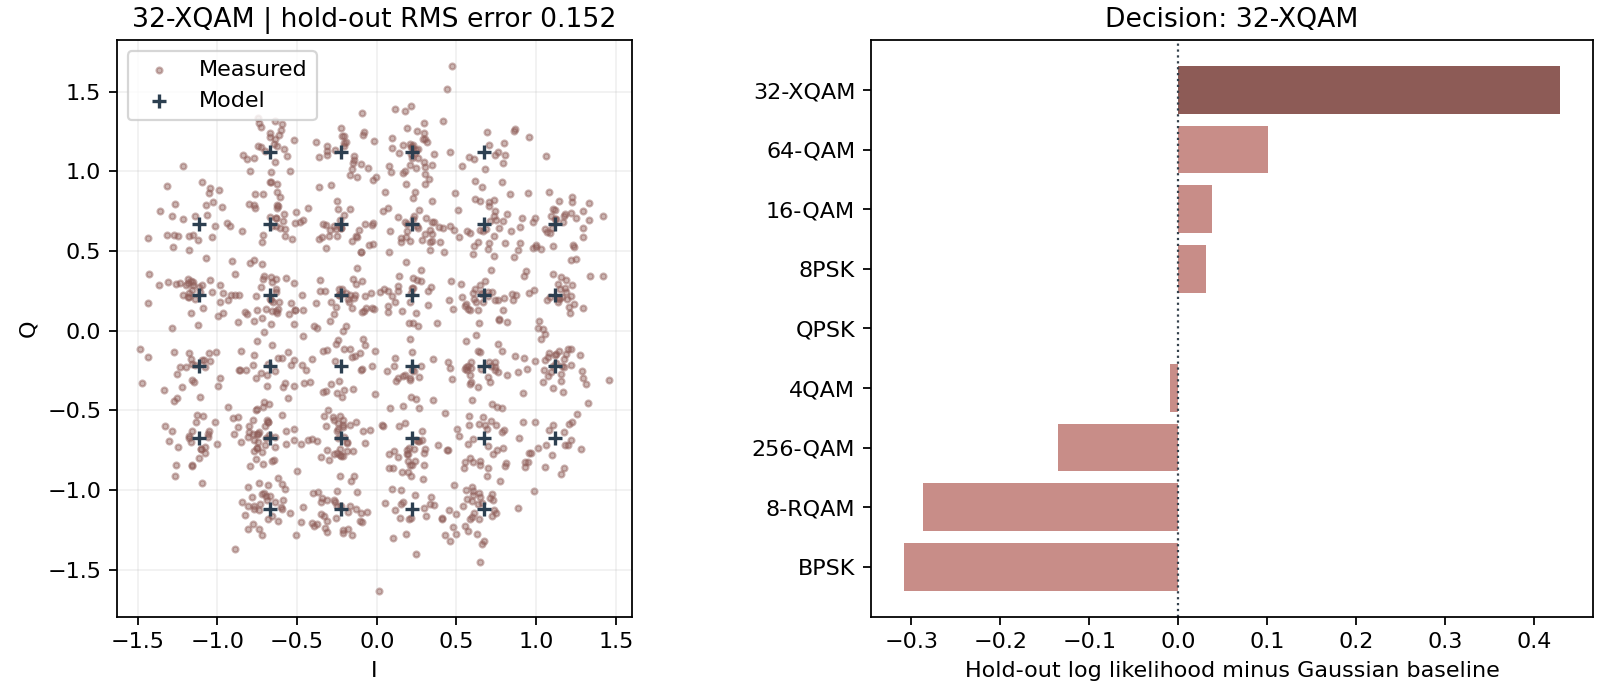 32-XQAM | hold-out RMS error 0.152
Measured
Model
1.5
1.0
0.5
0.0
−0.5
−1.0
−1.5
Q
−1.5 −1.0 −0.5 0.0 0.5 1.0 1.5
I
Decision: 32-XQAM
32-XQAM
64-QAM
16-QAM
8PSK
QPSK
4QAM
256-QAM
8-RQAM
BPSK
−0.3 −0.2 −0.1 0.0 0.1 0.2 0.3 0.4
Hold-out log likelihood minus Gaussian baseline